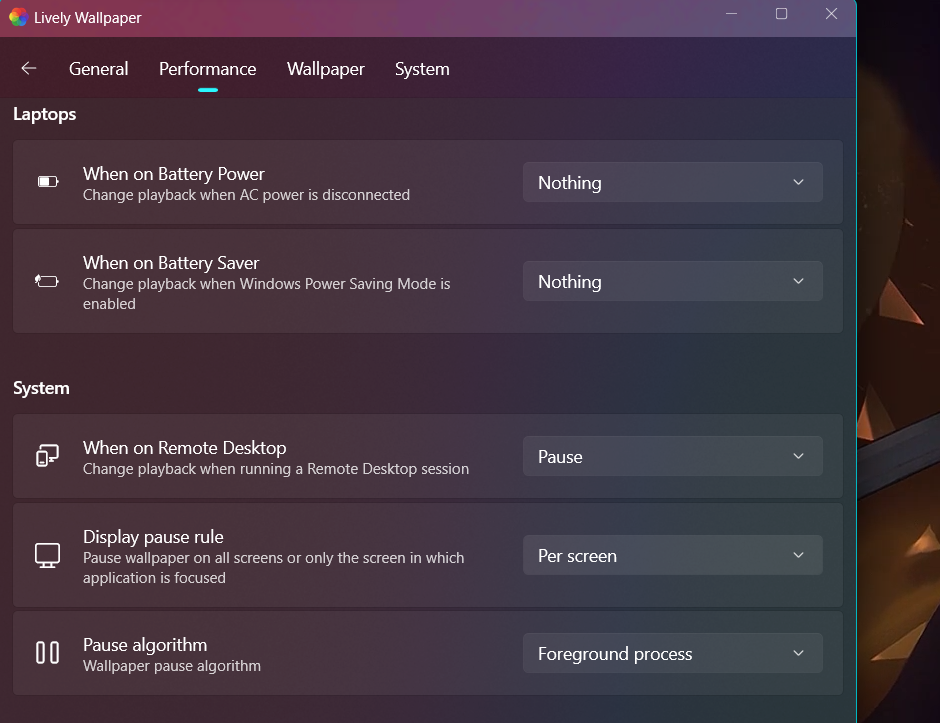 Lively Wallpaper
General Performance Wallpaper System
Laptops
When on Battery Power
Change playback when AC power is disconnected
Nothing
When on Battery Saver
Change playback when Windows Power Saving Mode is
enabled
Nothing
System
When on Remote Desktop
Change playback when running a Remote Desktop session
Pause
Display pause rule
Pause wallpaper on all screens or only the screen in which
application is focused
Per screen
Pause algorithm
Wallpaper pause algorithm
Foreground process